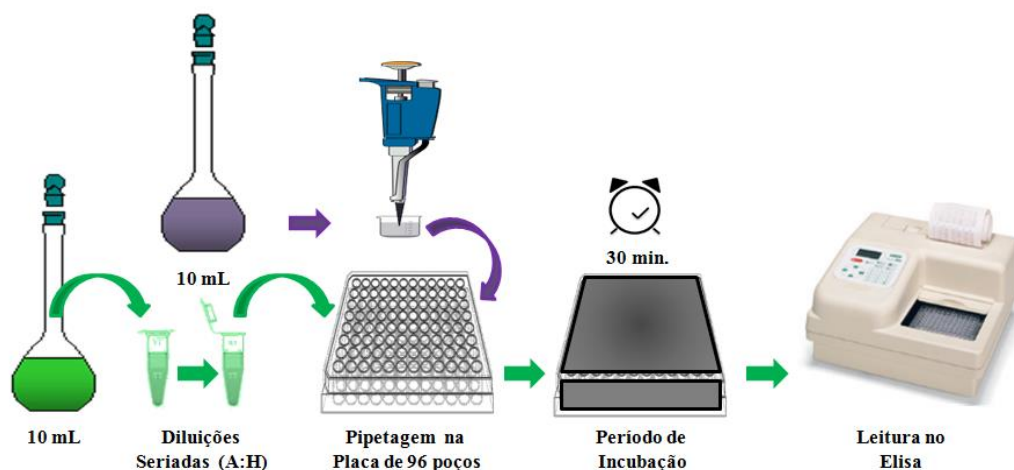 10 mL
30 min.
10 mL
Diluições
Seriadas (A:H)
Pipetagem na
Placa de 96 poços
Período de
Incubação
Leitura no
Elisa